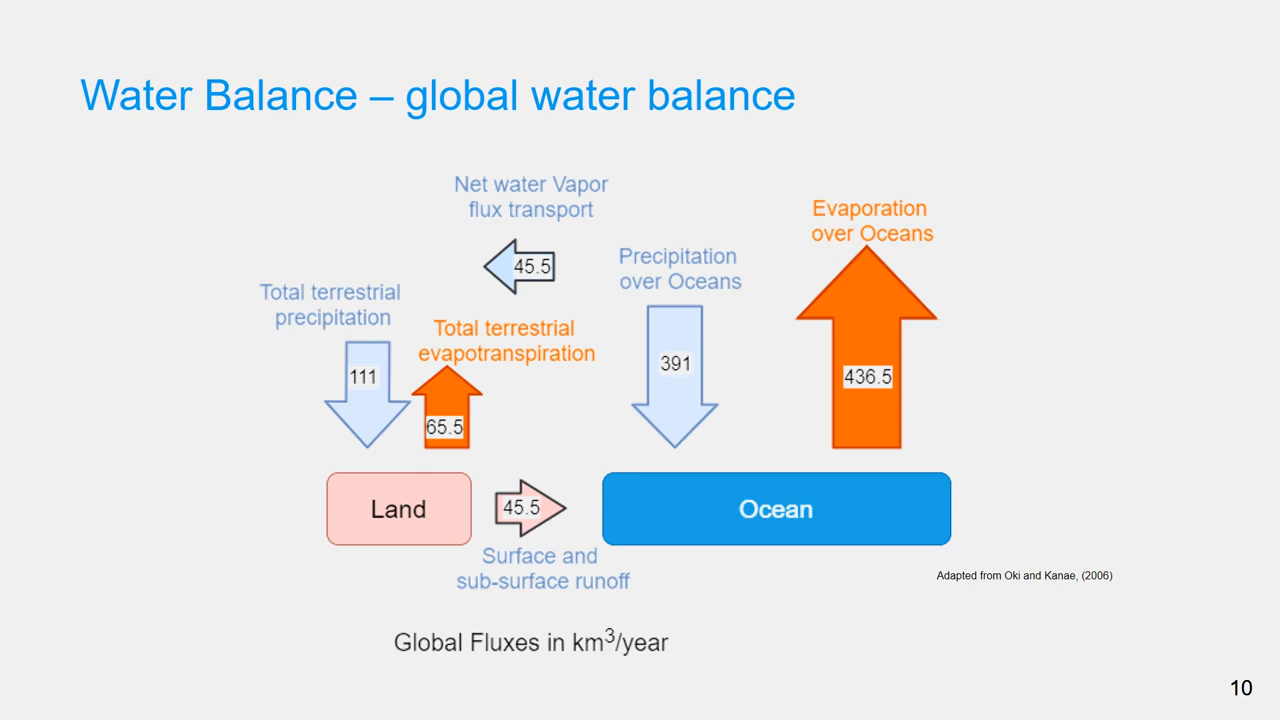 Water Balance – global water balance
Net water Vapor
flux transport
45.5
Evaporation
over Oceans
436.5
Precipitation
over Oceans
391
Total terrestrial
precipitation
111
Total terrestrial
evapotranspiration
65.5
Land
45.5
Surface and
sub-surface runoff
Ocean
Adapted from Oki and Kanae, (2006)
Global Fluxes in km³/year
10